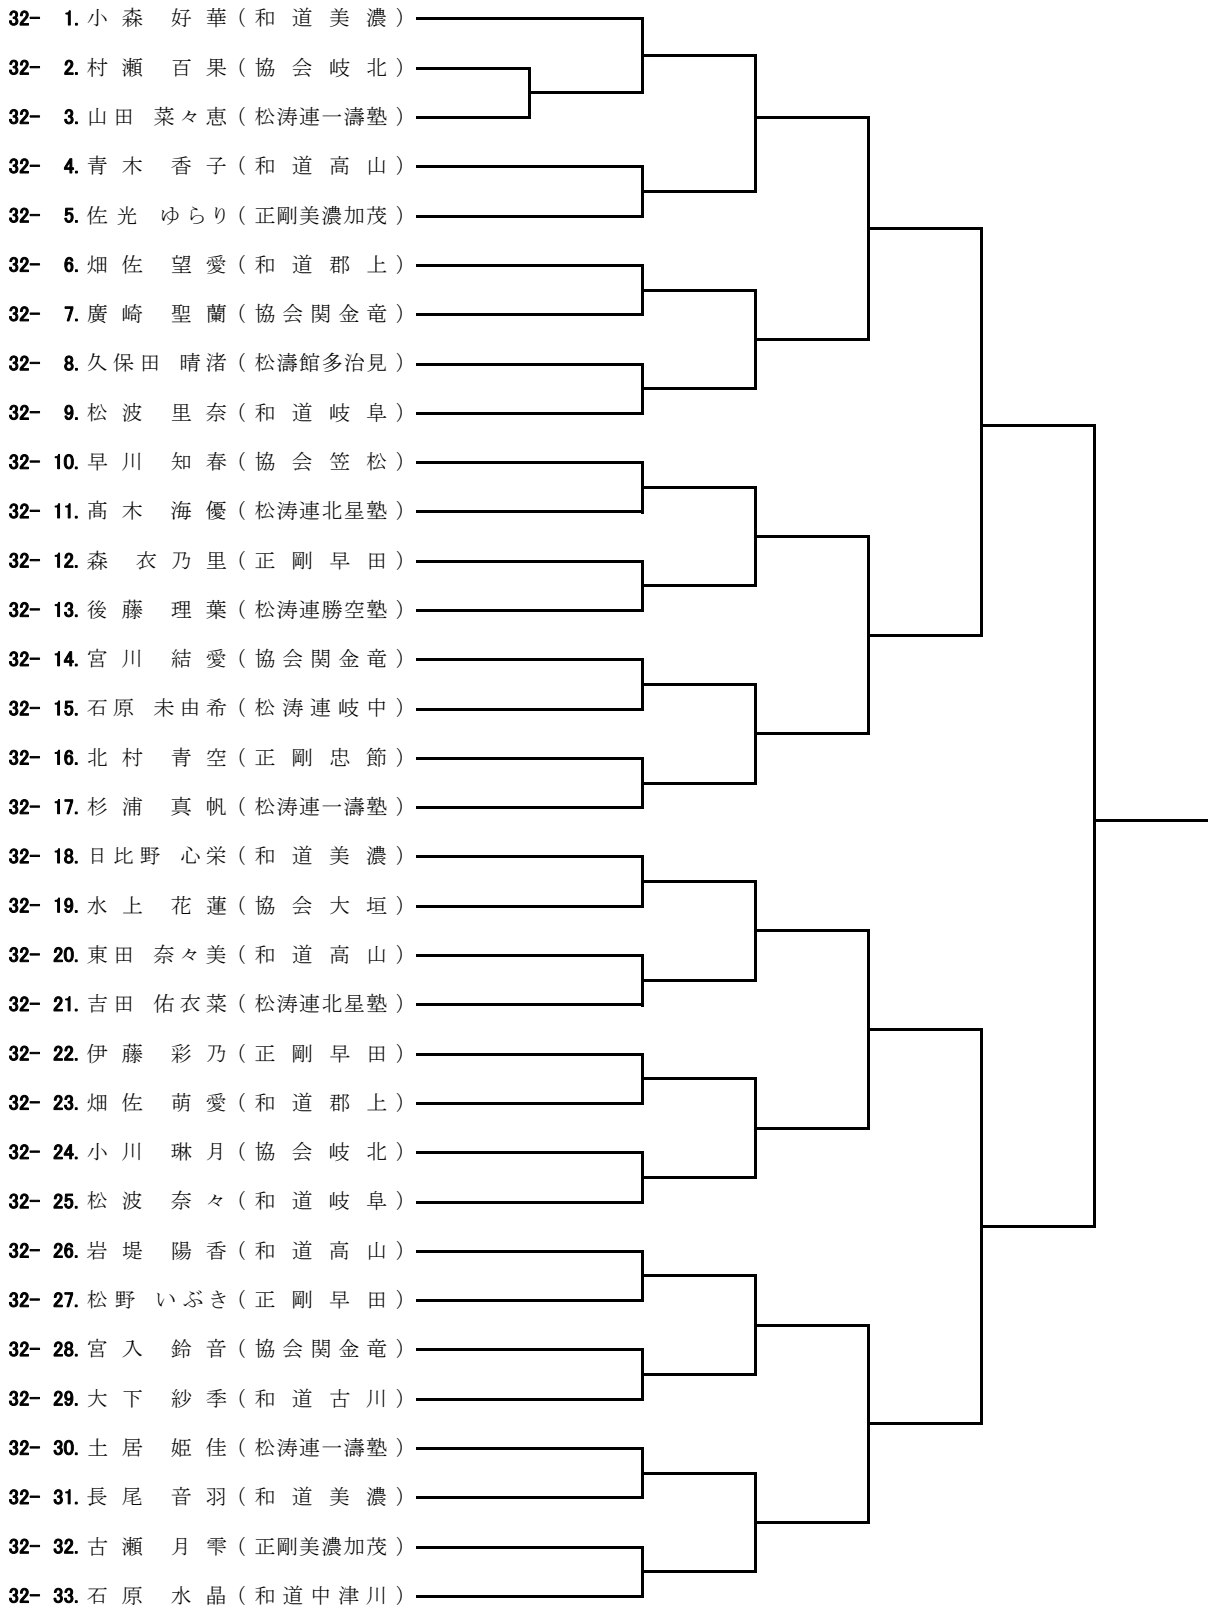 32- 1. 小森 好華 (和道美濃)
32- 2. 村瀬 百果 (協会岐北)
32- 3. 山田 菜々恵 (松涛連一濤塾)
32- 4. 青木 香子 (和道高山)
32- 5. 佐光 ゆらり (正剛美濃加茂)
32- 6. 畑佐 望愛 (和道郡上)
32- 7. 廣崎 聖蘭 (協会関金竜)
32- 8. 久保田 晴渚 (松濤館多治見)
32- 9. 松波 里奈 (和道岐阜)
32- 10. 早川 知春 (協会笠松)
32- 11. 髙木 海優 (松涛連北星塾)
32- 12. 森 衣乃里 (正剛早田)
32- 13. 後藤 理葉 (松涛連勝空塾)
32- 14. 宮川 結愛 (協会関金竜)
32- 15. 石原 未由希 (松涛連岐中)
32- 16. 北村 青空 (正剛忠節)
32- 17. 杉浦 真帆 (松涛連一濤塾)
32- 18. 日比野 心栄 (和道美濃)
32- 19. 水上 花蓮 (協会大垣)
32- 20. 東田 奈々美 (和道高山)
32- 21. 吉田 佑衣菜 (松涛連北星塾)
32- 22. 伊藤 彩乃 (正剛早田)
32- 23. 畑佐 萌愛 (和道郡上)
32- 24. 小川 琳月 (協会岐北)
32- 25. 松波 奈々 (和道岐阜)
32- 26. 岩堤 陽香 (和道高山)
32- 27. 松野 いぶき (正剛早田)
32- 28. 宮入 鈴音 (協会関金竜)
32- 29. 大下 紗季 (和道古川)
32- 30. 土居 姫佳 (松涛連一濤塾)
32- 31. 長尾 音羽 (和道美濃)
32- 32. 古瀬 月雫 (正剛美濃加茂)
32- 33. 石原 水晶 (和道中津川)